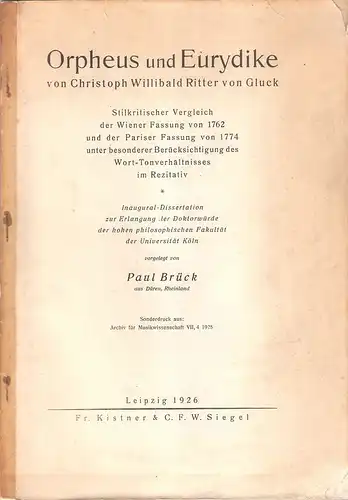 Orpheus und Eurydike
von Christoph Willibald Ritter von Gluck
Stilkritischer Vergleich
der Wiener Fassung von 1762
und der Pariser Fassung von 1774
unter besonderer Berücksichtigung des
Wort-Tonverhältnisses
im Rezitativ
*
Inaugural-Dissertation
zur Erlangung der Doktorwürde
der hohen philosophischen Fakultät
der Universität Köln
vorgelegt von
Paul Brück
aus Düren, Rheinland
Sonderdruck aus:
Archiv für Musikwissenschaft VII, 4 1975
Leipzig 1926
Fr. Kistner & C. F. W. Siegel